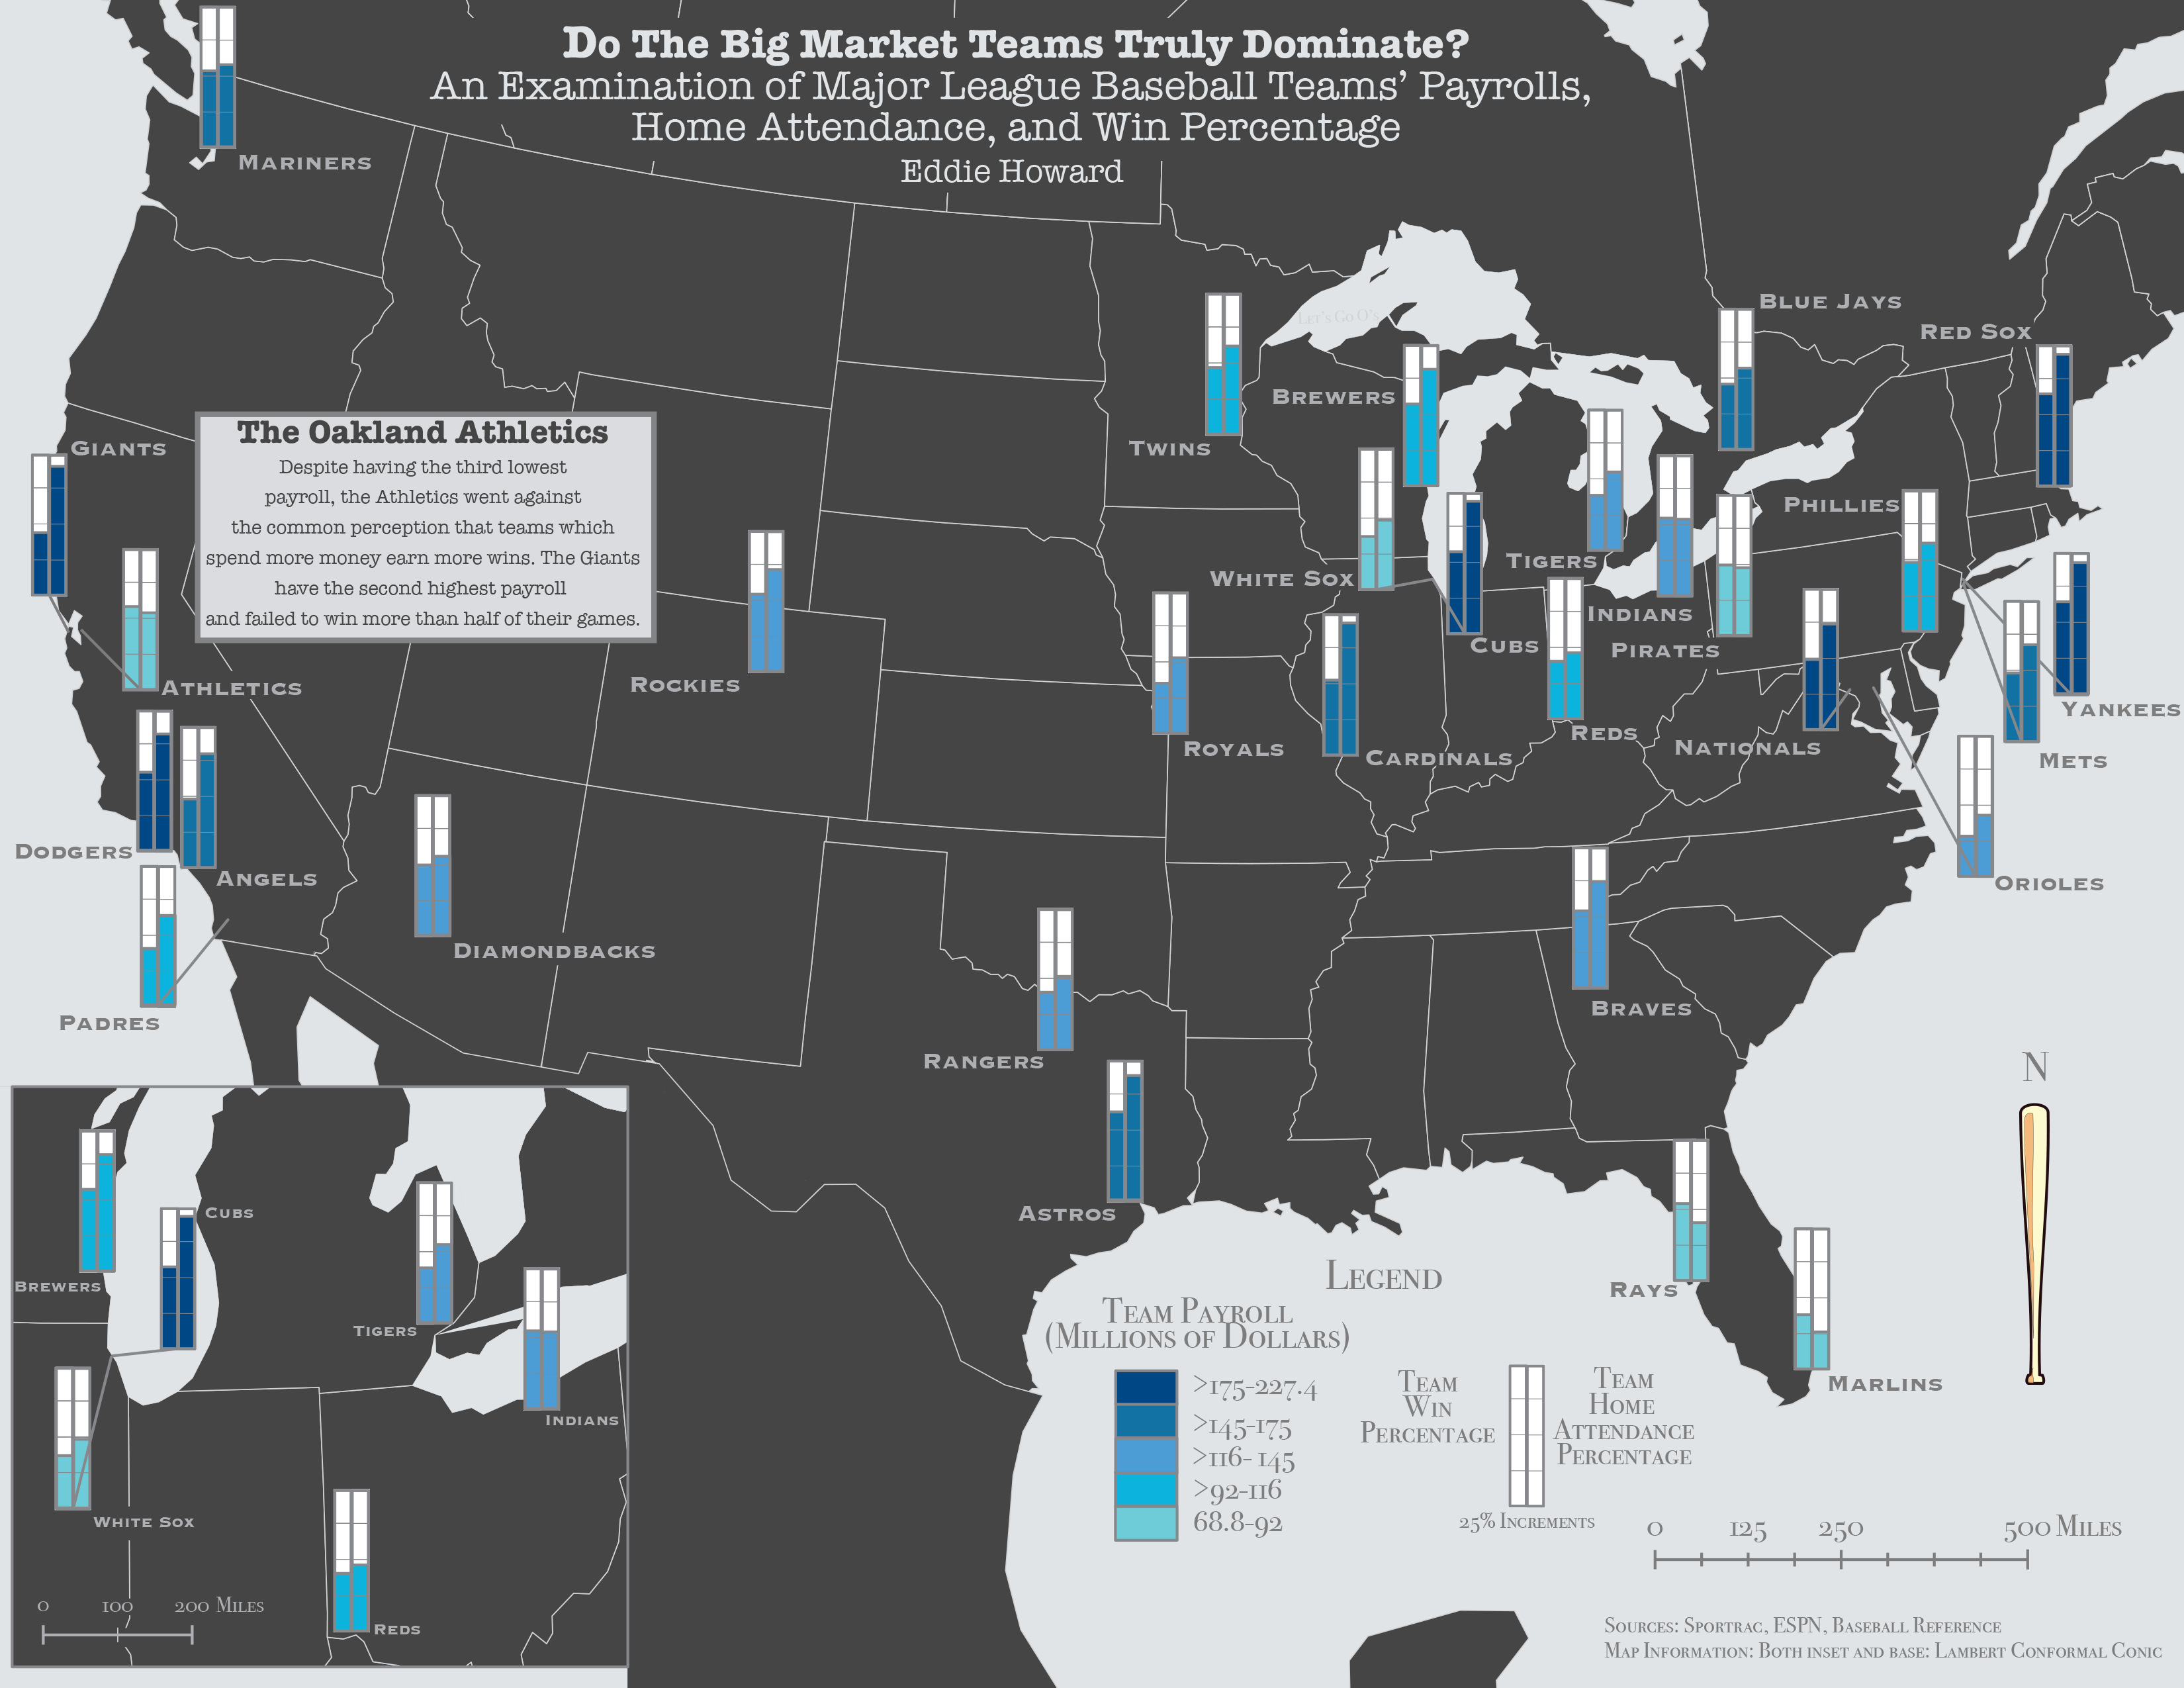 Do The Big Market Teams Truly Dominate?
An Examination of Major League Baseball Teams' Payrolls,
Home Attendance, and Win Percentage
Eddie Howard
Mariners
Let's Go O's
Blue Jays
Red Sox
Brewers
Twins
Giants
The Oakland Athletics
Despite having the third lowest
payroll, the Athletics went against
the common perception that teams which
spend more money earn more wins. The Giants
have the second highest payroll
and failed to win more than half of their games.
Phillies
Tigers
White Sox
Indians
Cubs
Pirates
Rockies
Athletics
Yankees
Reds
Nationals
Royals
Cardinals
Mets
Dodgers
Angels
Orioles
Diamondbacks
Padres
Braves
Rangers
N
Astros
Rays
Marlins
Cubs
Brewers
Tigers
Indians
White Sox
Reds
0 100 200 Miles
Legend
Team Payroll
(Millions of Dollars)
>175-227.4
>145-175
>116-145
>92-116
68.8-92
Team
Win
Percentage
Team
Home
Attendance
Percentage
25% Increments
0 125 250 500 Miles
Sources: Sportrac, ESPN, Baseball Reference
Map Information: Both inset and base: Lambert Conformal Conic